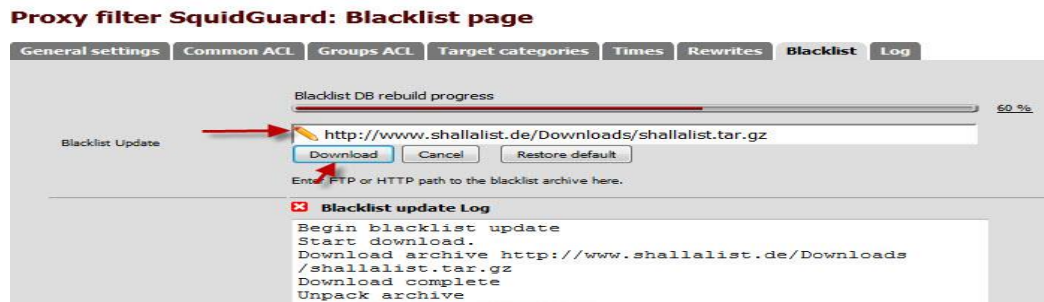 Proxy filter SquidGuard: Blacklist page
General settings Common ACL Groups ACL Target categories Times Rewrites Blacklist Log
Blacklist DB rebuild progress
60 %
Blacklist Update
http://www.shallalist.de/Downloads/shallalist.tar.gz
Download Cancel Restore default
Enter FTP or HTTP path to the blacklist archive here.
Blacklist update Log
Begin blacklist update
Start download.
Download archive http://www.shallalist.de/Downloads
/shallalist.tar.gz
Download complete
Unpack archive